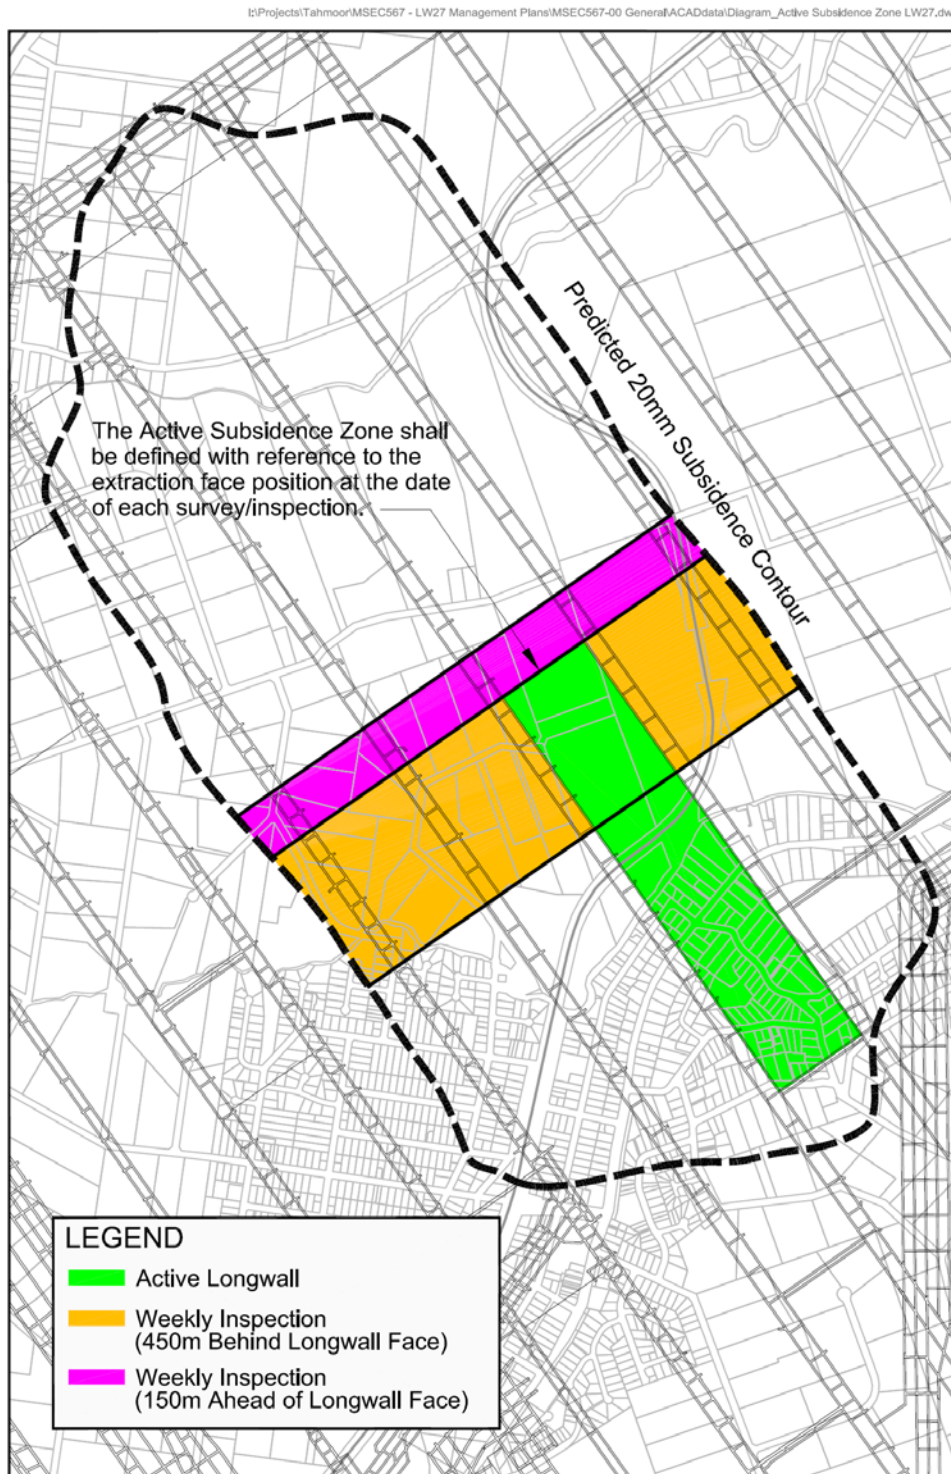 I:\Projects\Tahmoor\MSEC567 - LW27 Management Plans\MSEC567-00 General\ACADdata\Diagram_Active Subsidence Zone LW27.dw
Predicted 20mm Subsidence Contour
The Active Subsidence Zone shall
be defined with reference to the
extraction face position at the date
of each survey/inspection.
LEGEND
Active Longwall
Weekly Inspection
(450m Behind Longwall Face)
Weekly Inspection
(150m Ahead of Longwall Face)